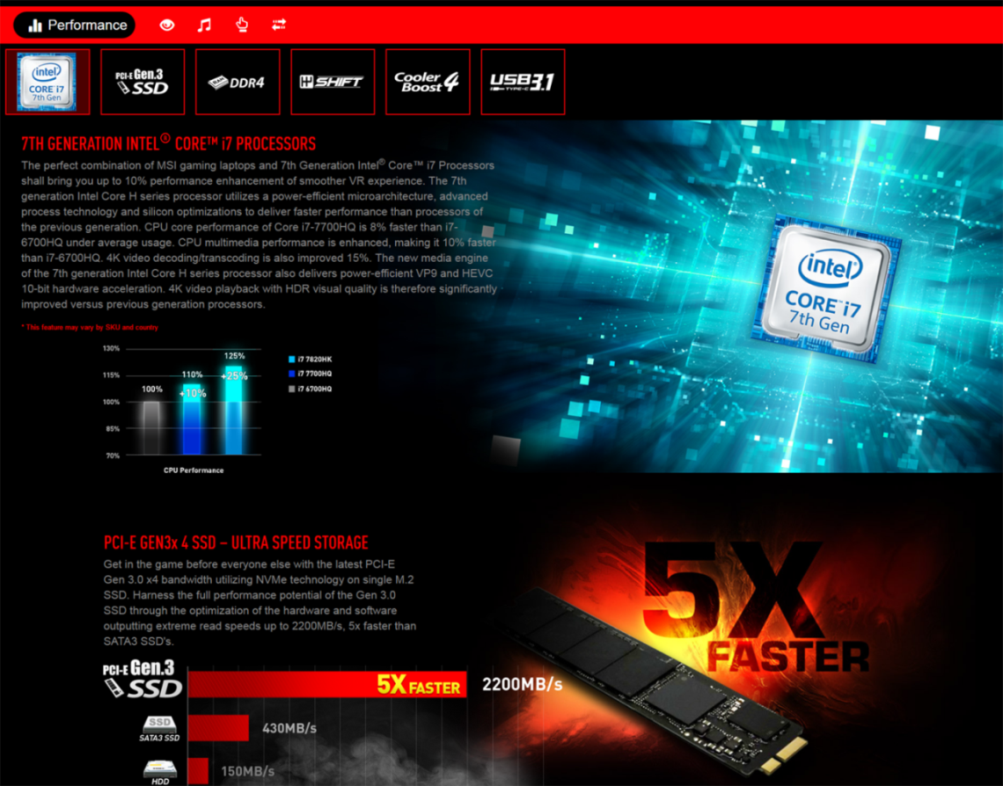 Performance
intel
CORE i7
7th Gen
PCI-E Gen.3
SSD
DDR4
SHIFT
Cooler
Boost 4
USB3.1
TYPE-C
7TH GENERATION INTEL® CORE™ i7 PROCESSORS
The perfect combination of MSI gaming laptops and 7th Generation Intel® Core™ i7 Processors
shall bring you up to 10% performance enhancement of smoother VR experience. The 7th
generation Intel Core H series processor utilizes a power-efficient microarchitecture, advanced
process technology and silicon optimizations to deliver faster performance than processors of
the previous generation. CPU core performance of Core i7-7700HQ is 8% faster than i7-
6700HQ under average usage. CPU multimedia performance is enhanced, making it 10% faster
than i7-6700HQ. 4K video decoding/transcoding is also improved 15%. The new media engine
of the 7th generation Intel Core H series processor also delivers power-efficient VP9 and HEVC
10-bit hardware acceleration. 4K video playback with HDR visual quality is therefore significantly
improved versus previous generation processors.
* This feature may vary by SKU and country
130%
115%
100%
85%
70%
100%
110%
+10%
125%
+25%
CPU Performance
i7 7820HK
i7 7700HQ
i7 6700HQ
intel
CORE™ i7
7th Gen
PCI-E GEN3x 4 SSD – ULTRA SPEED STORAGE
Get in the game before everyone else with the latest PCI-E
Gen 3.0 x4 bandwidth utilizing NVMe technology on single M.2
SSD. Harness the full performance potential of the Gen 3.0
SSD through the optimization of the hardware and software
outputting extreme read speeds up to 2200MB/s, 5x faster than
SATA3 SSD's.
PCI-E Gen.3
SSD
5X FASTER
2200MB/s
SSD
SATA3 SSD
430MB/s
HDD
150MB/s
5X
FASTER